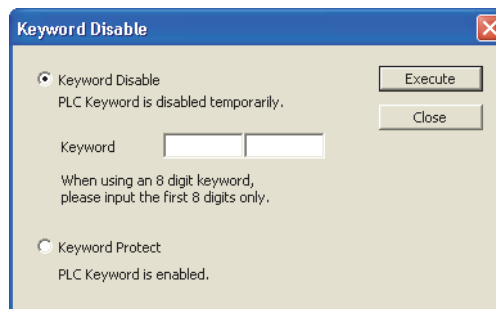 Keyword Disable
Keyword Disable
Execute
PLC Keyword is disabled temporarily.
Close
Keyword
When using an 8 digit keyword,
please input the first 8 digits only.
Keyword Protect
PLC Keyword is enabled.